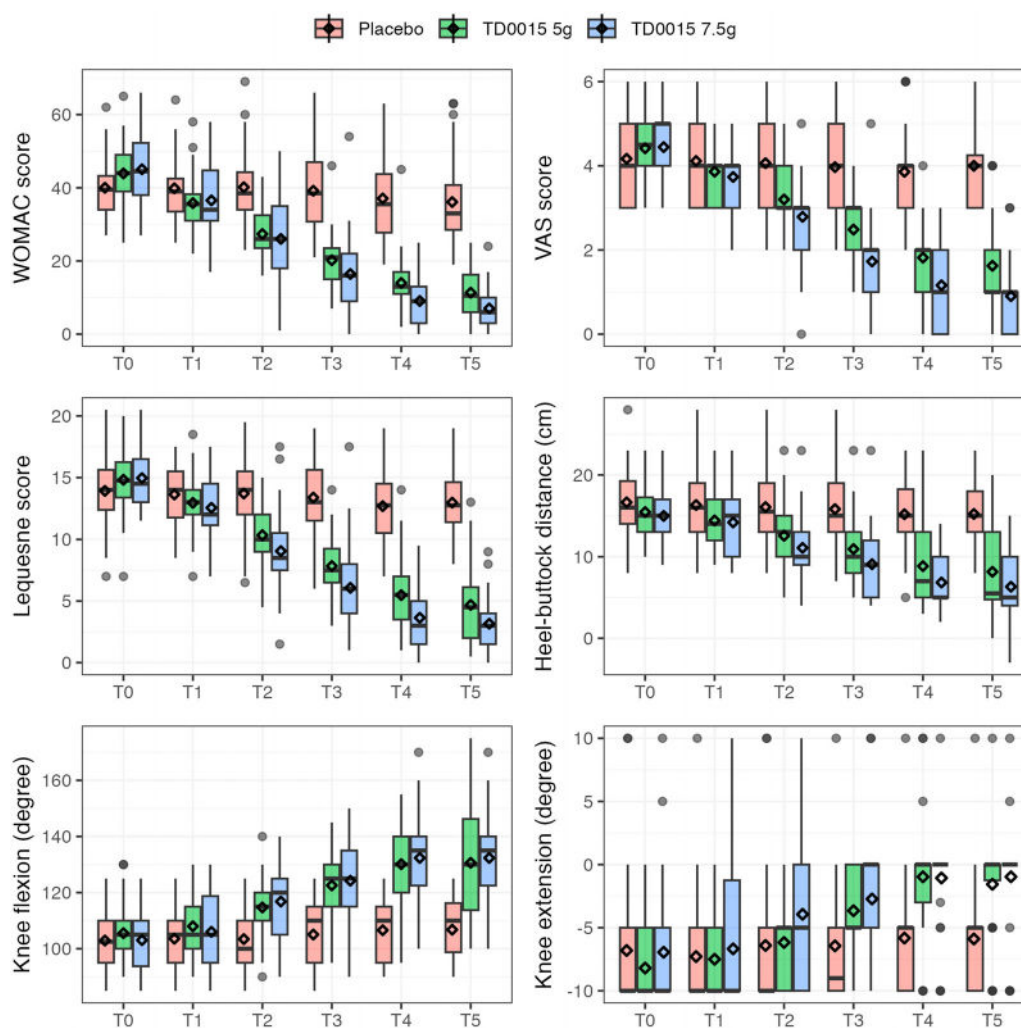 Placebo TD0015 5g TD0015 7.5g
WOMAC score
60
40
20
0
T0 T1 T2 T3 T4 T5
VAS score
6
4
2
0
T0 T1 T2 T3 T4 T5
Lequesne score
20
15
10
5
0
T0 T1 T2 T3 T4 T5
Heel-buttock distance (cm)
20
10
0
T0 T1 T2 T3 T4 T5
Knee flexion (degree)
160
140
120
100
T0 T1 T2 T3 T4 T5
Knee extension (degree)
10
5
0
-5
-10
T0 T1 T2 T3 T4 T5